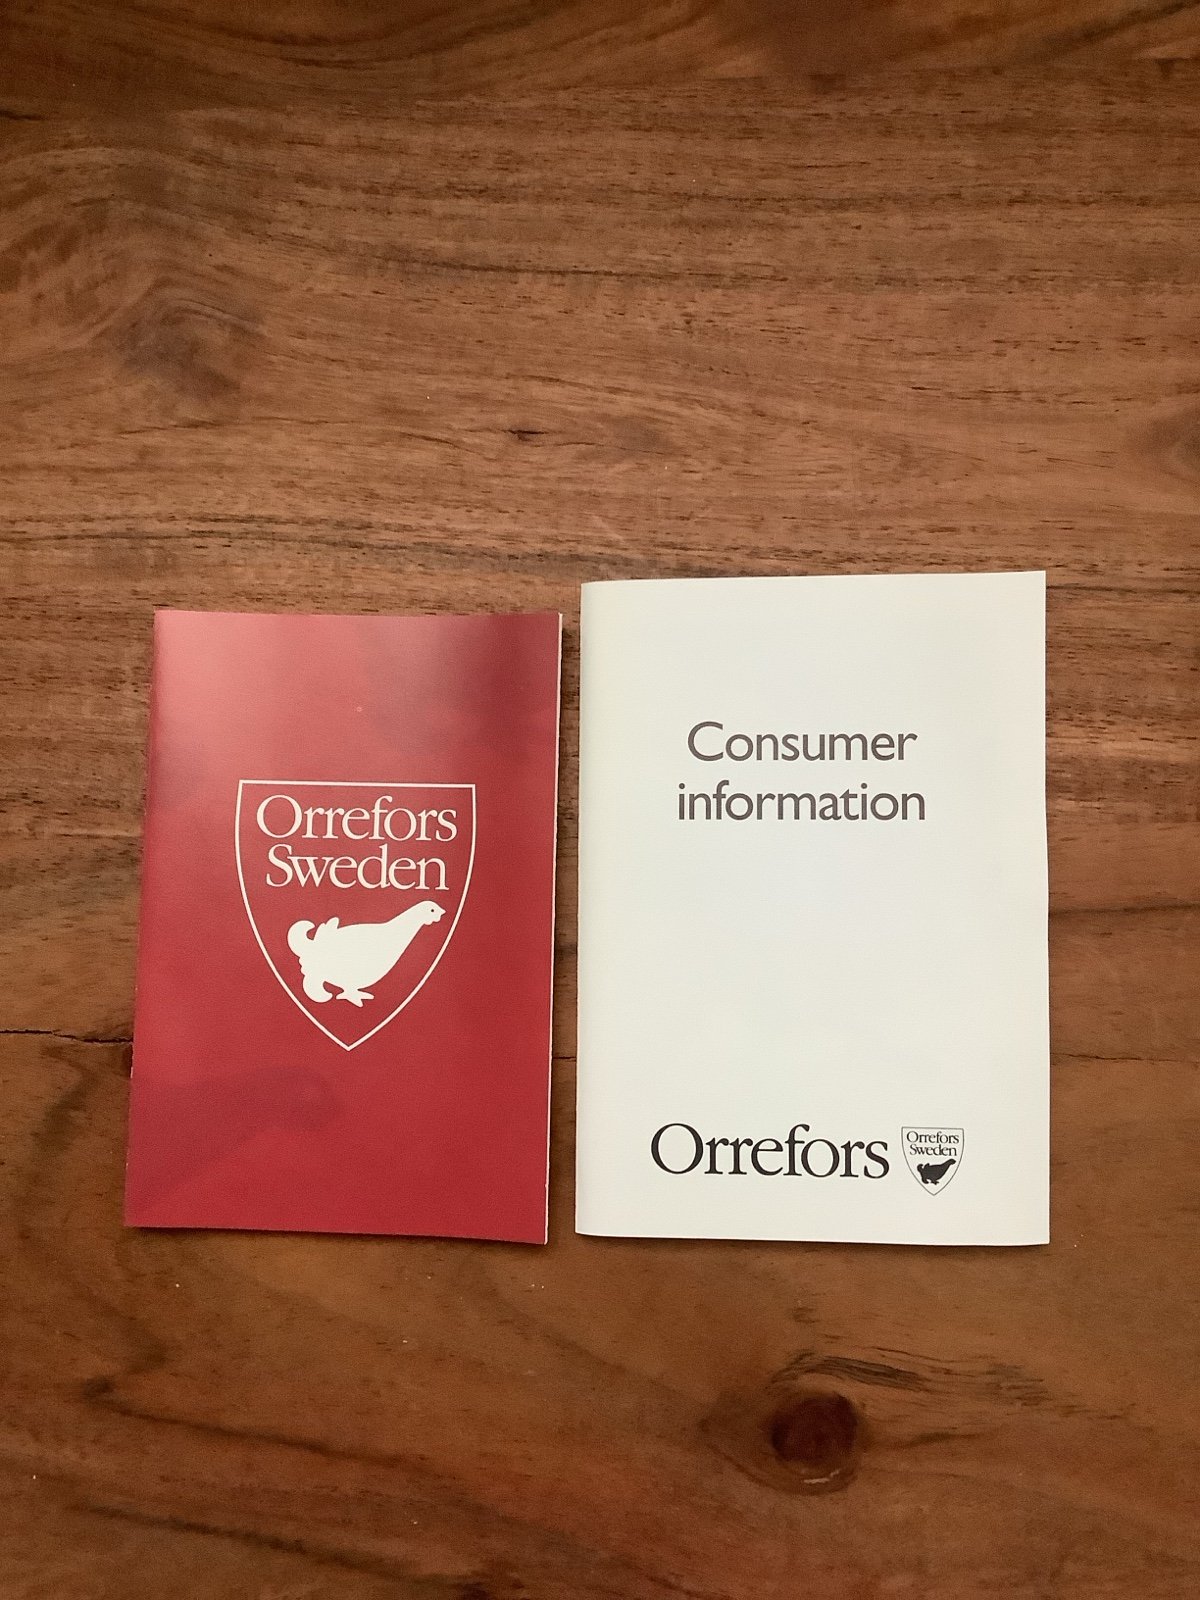 Orrefors
Sweden
Consumer
information
Orrefors
Orrefors
Sweden